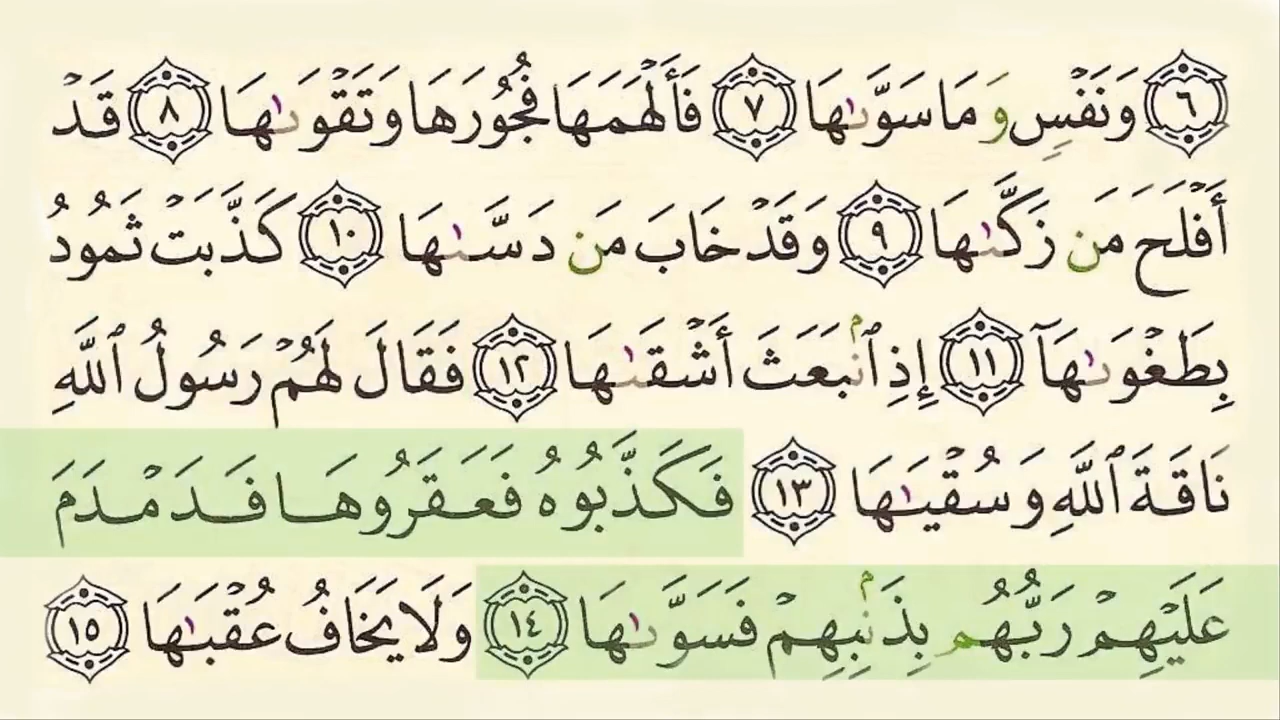 ٦ وَنَفْسٍ وَمَا سَوَّىٰهَا ٧ فَأَلْهَمَهَا فُجُورَهَا وَتَقْوَىٰهَا ٨ قَدْ
أَفْلَحَ مَن زَكَّىٰهَا ٩ وَقَدْ خَابَ مَن دَسَّىٰهَا ١٠ كَذَّبَتْ ثَمُودُ
بِطَغْوَىٰهَآ ١١ إِذِ ٱنۢبَعَثَ أَشْقَىٰهَا ١٢ فَقَالَ لَهُمْ رَسُولُ ٱللَّهِ
نَاقَةَ ٱللَّهِ وَسُقْيَٰهَا ١٣ فَكَذَّبُوهُ فَعَقَرُوهَا فَدَمْدَمَ
عَلَيْهِمْ رَبُّهُم بِذَنۢبِهِمْ فَسَوَّىٰهَا ١٤ وَلَا يَخَافُ عُقْبَٰهَا ١٥